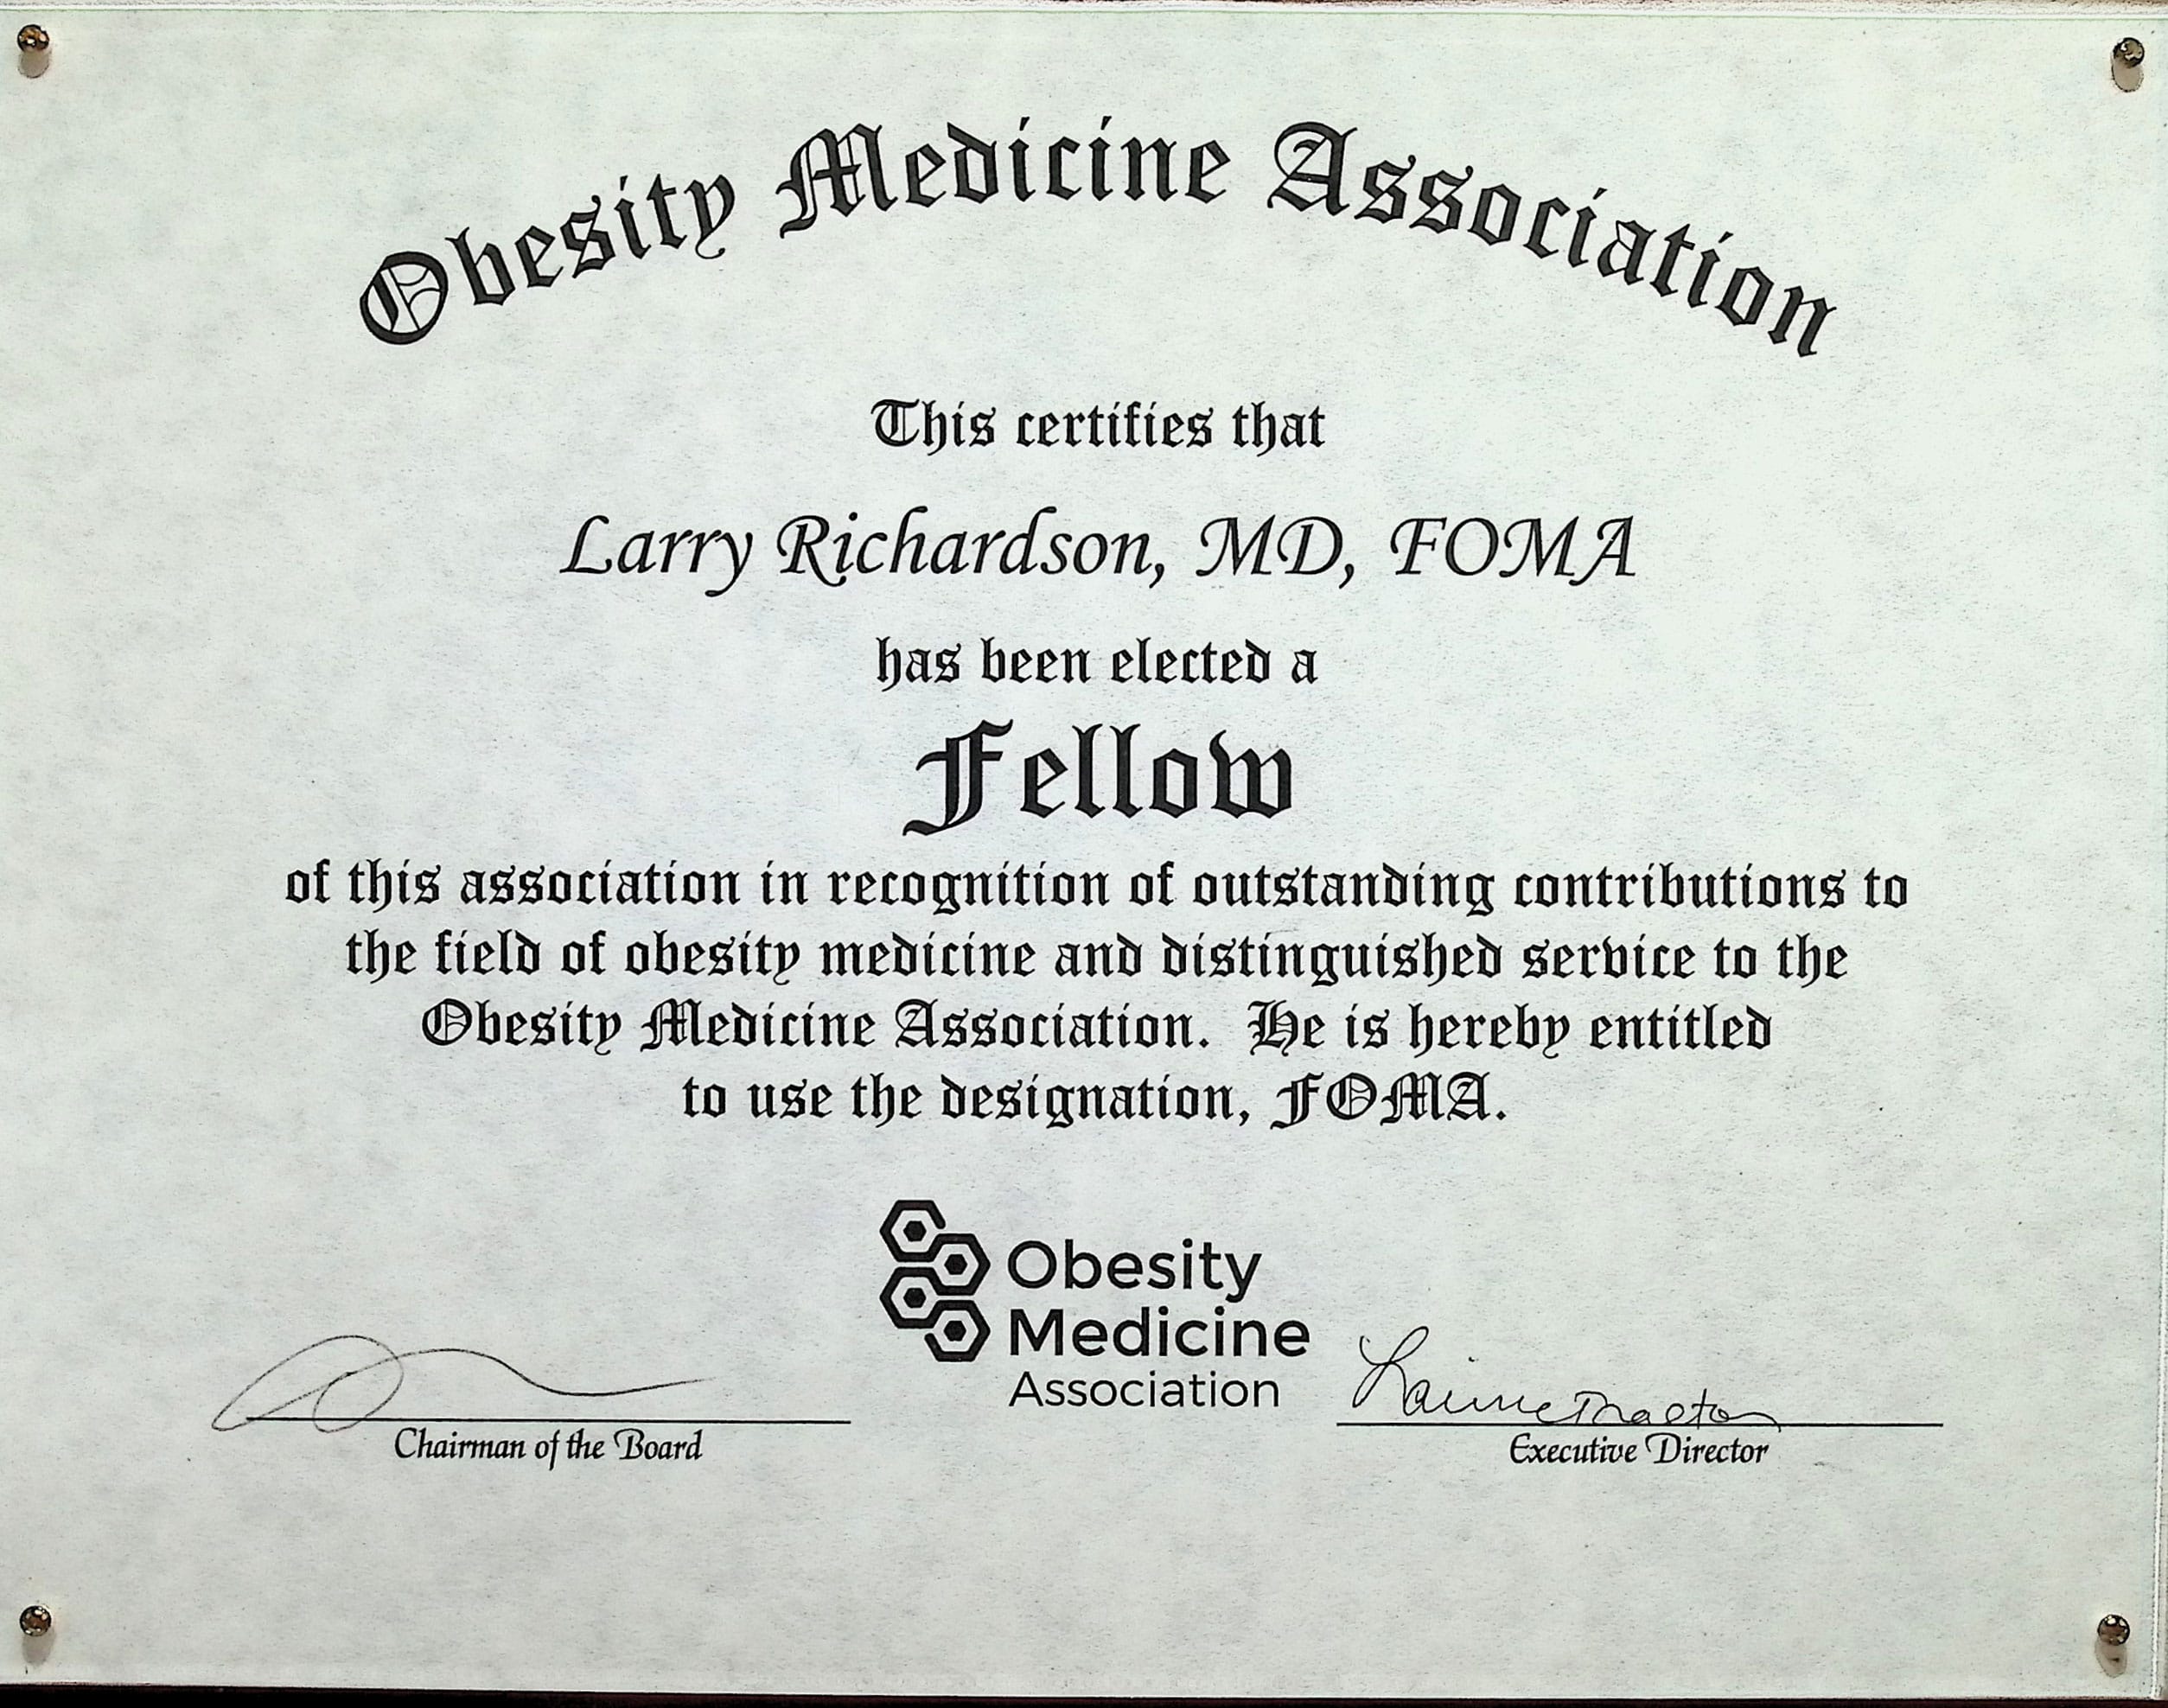 Obesity Medicine Association
This certifies that
Larry Richardson, MD, FOMA
has been elected a
Fellow
of this association in recognition of outstanding contributions to
the field of obesity medicine and distinguished service to the
Obesity Medicine Association. He is hereby entitled
to use the designation, FOMA.
Obesity
Medicine
Association
Chairman of the Board
Executive Director